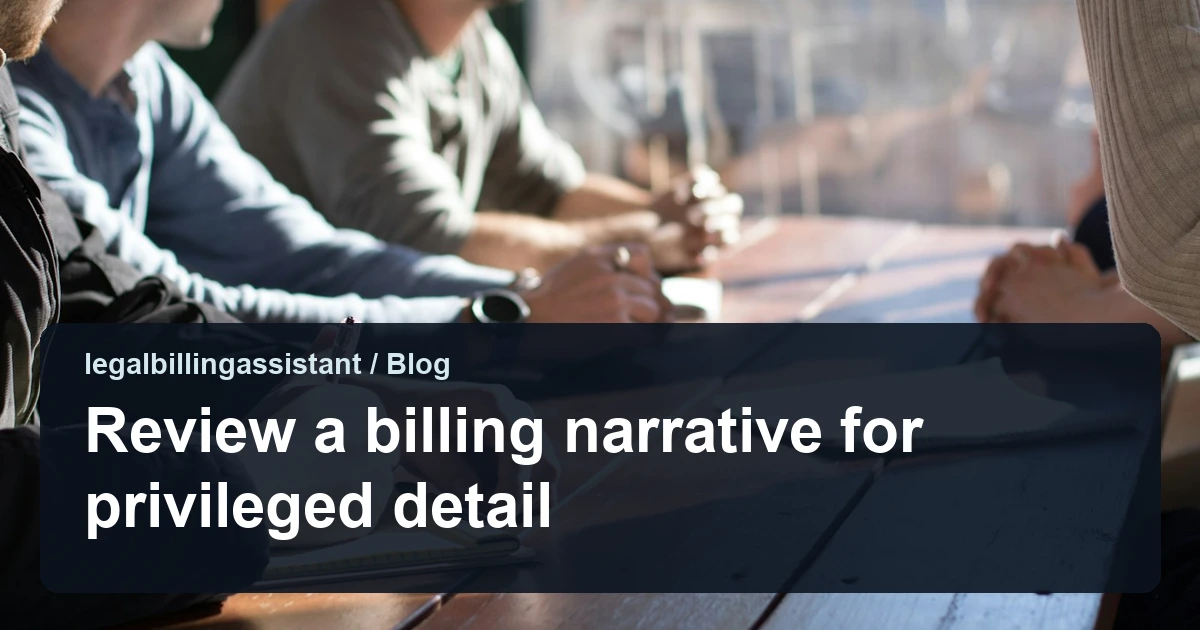 legalbillingassistant / Blog
Review a billing narrative for
privileged detail